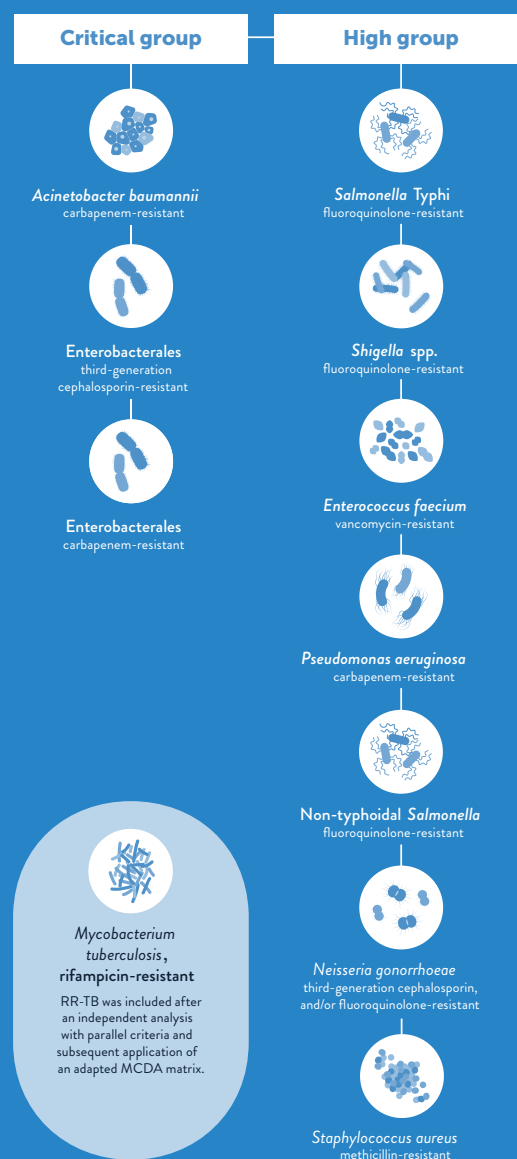 Critical group
Acinetobacter baumannii
carbapenem-resistant
Enterobacterales
third-generation
cephalosporin-resistant
Enterobacterales
carbapenem-resistant
Mycobacterium
tuberculosis,
rifampicin-resistant
RR-TB was included after
an independent analysis
with parallel criteria and
subsequent application of
an adapted MCDA matrix.
High group
Salmonella Typhi
fluoroquinolone-resistant
Shigella spp.
fluoroquinolone-resistant
Enterococcus faecium
vancomycin-resistant
Pseudomonas aeruginosa
carbapenem-resistant
Non-typhoidal Salmonella
fluoroquinolone-resistant
Neisseria gonorrhoeae
third-generation cephalosporin,
and/or fluoroquinolone-resistant
Staphylococcus aureus
methicillin-resistant